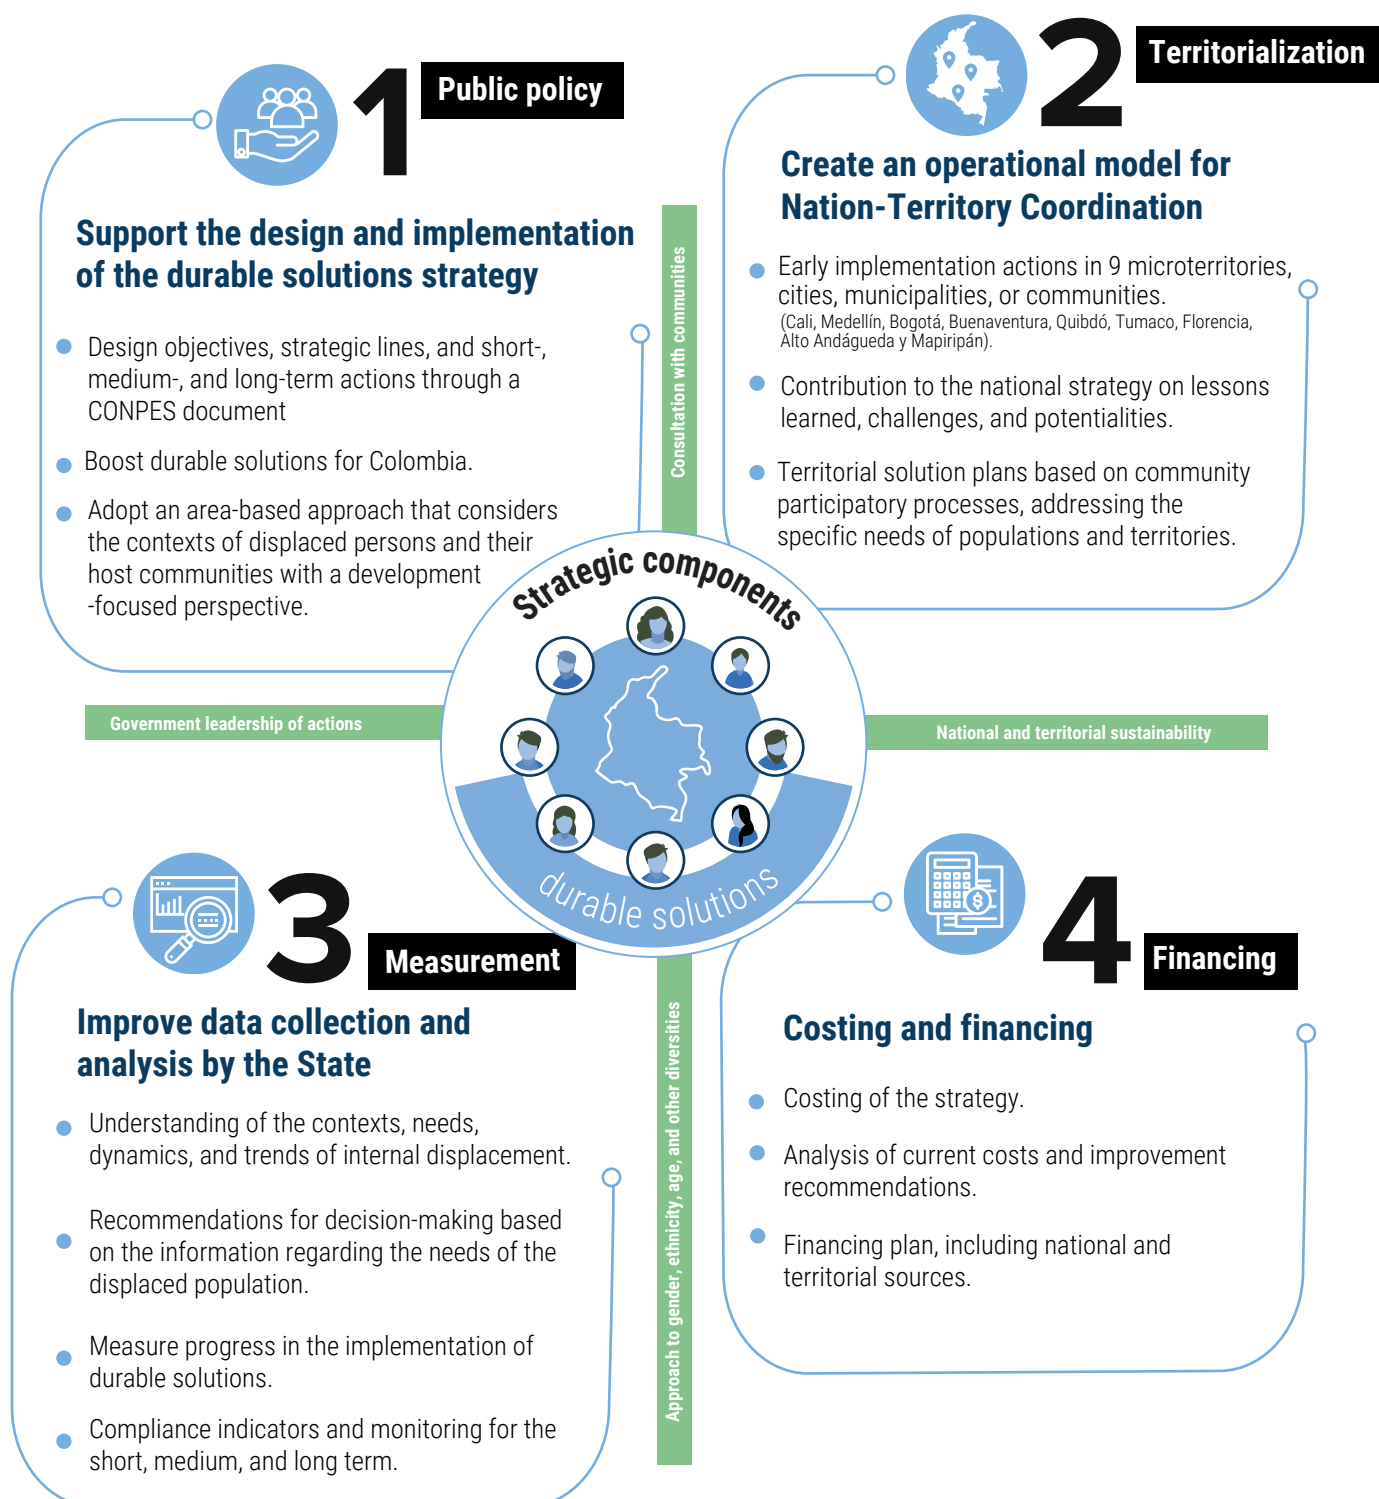 1
Public policy
Support the design and implementation
of the durable solutions strategy
Design objectives, strategic lines, and short-,
medium-, and long-term actions through a
CONPES document
Boost durable solutions for Colombia.
Adopt an area-based approach that considers
the contexts of displaced persons and their
host communities with a development
-focused perspective.
2
Territorialization
Create an operational model for
Nation-Territory Coordination
Early implementation actions in 9 microterritories,
cities, municipalities, or communities.
(Cali, Medellín, Bogotá, Buenaventura, Quibdó, Tumaco, Florencia,
Alto Andágueda y Mapiripán).
Contribution to the national strategy on lessons
learned, challenges, and potentialities.
Territorial solution plans based on community
participatory processes, addressing the
specific needs of populations and territories.
Consultation with communities
Strategic components
durable solutions
Government leadership of actions
National and territorial sustainability
Approach to gender, ethnicity, age, and other diversities
3
Measurement
Improve data collection and
analysis by the State
Understanding of the contexts, needs,
dynamics, and trends of internal displacement.
Recommendations for decision-making based
on the information regarding the needs of the
displaced population.
Measure progress in the implementation of
durable solutions.
Compliance indicators and monitoring for the
short, medium, and long term.
$
4
Financing
Costing and financing
Costing of the strategy.
Analysis of current costs and improvement
recommendations.
Financing plan, including national and
territorial sources.